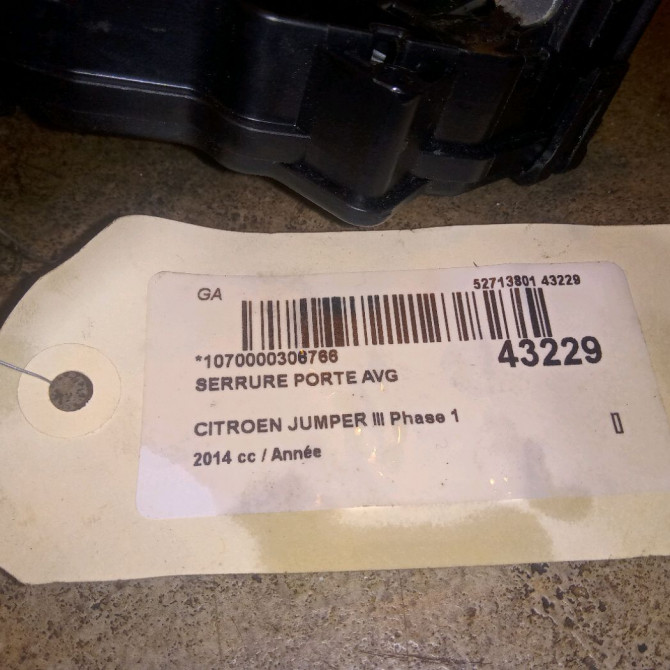 GA
52713801 43229
*1070000306766
43229
SERRURE PORTE AVG
CITROEN JUMPER III Phase 1
2014 cc / Année